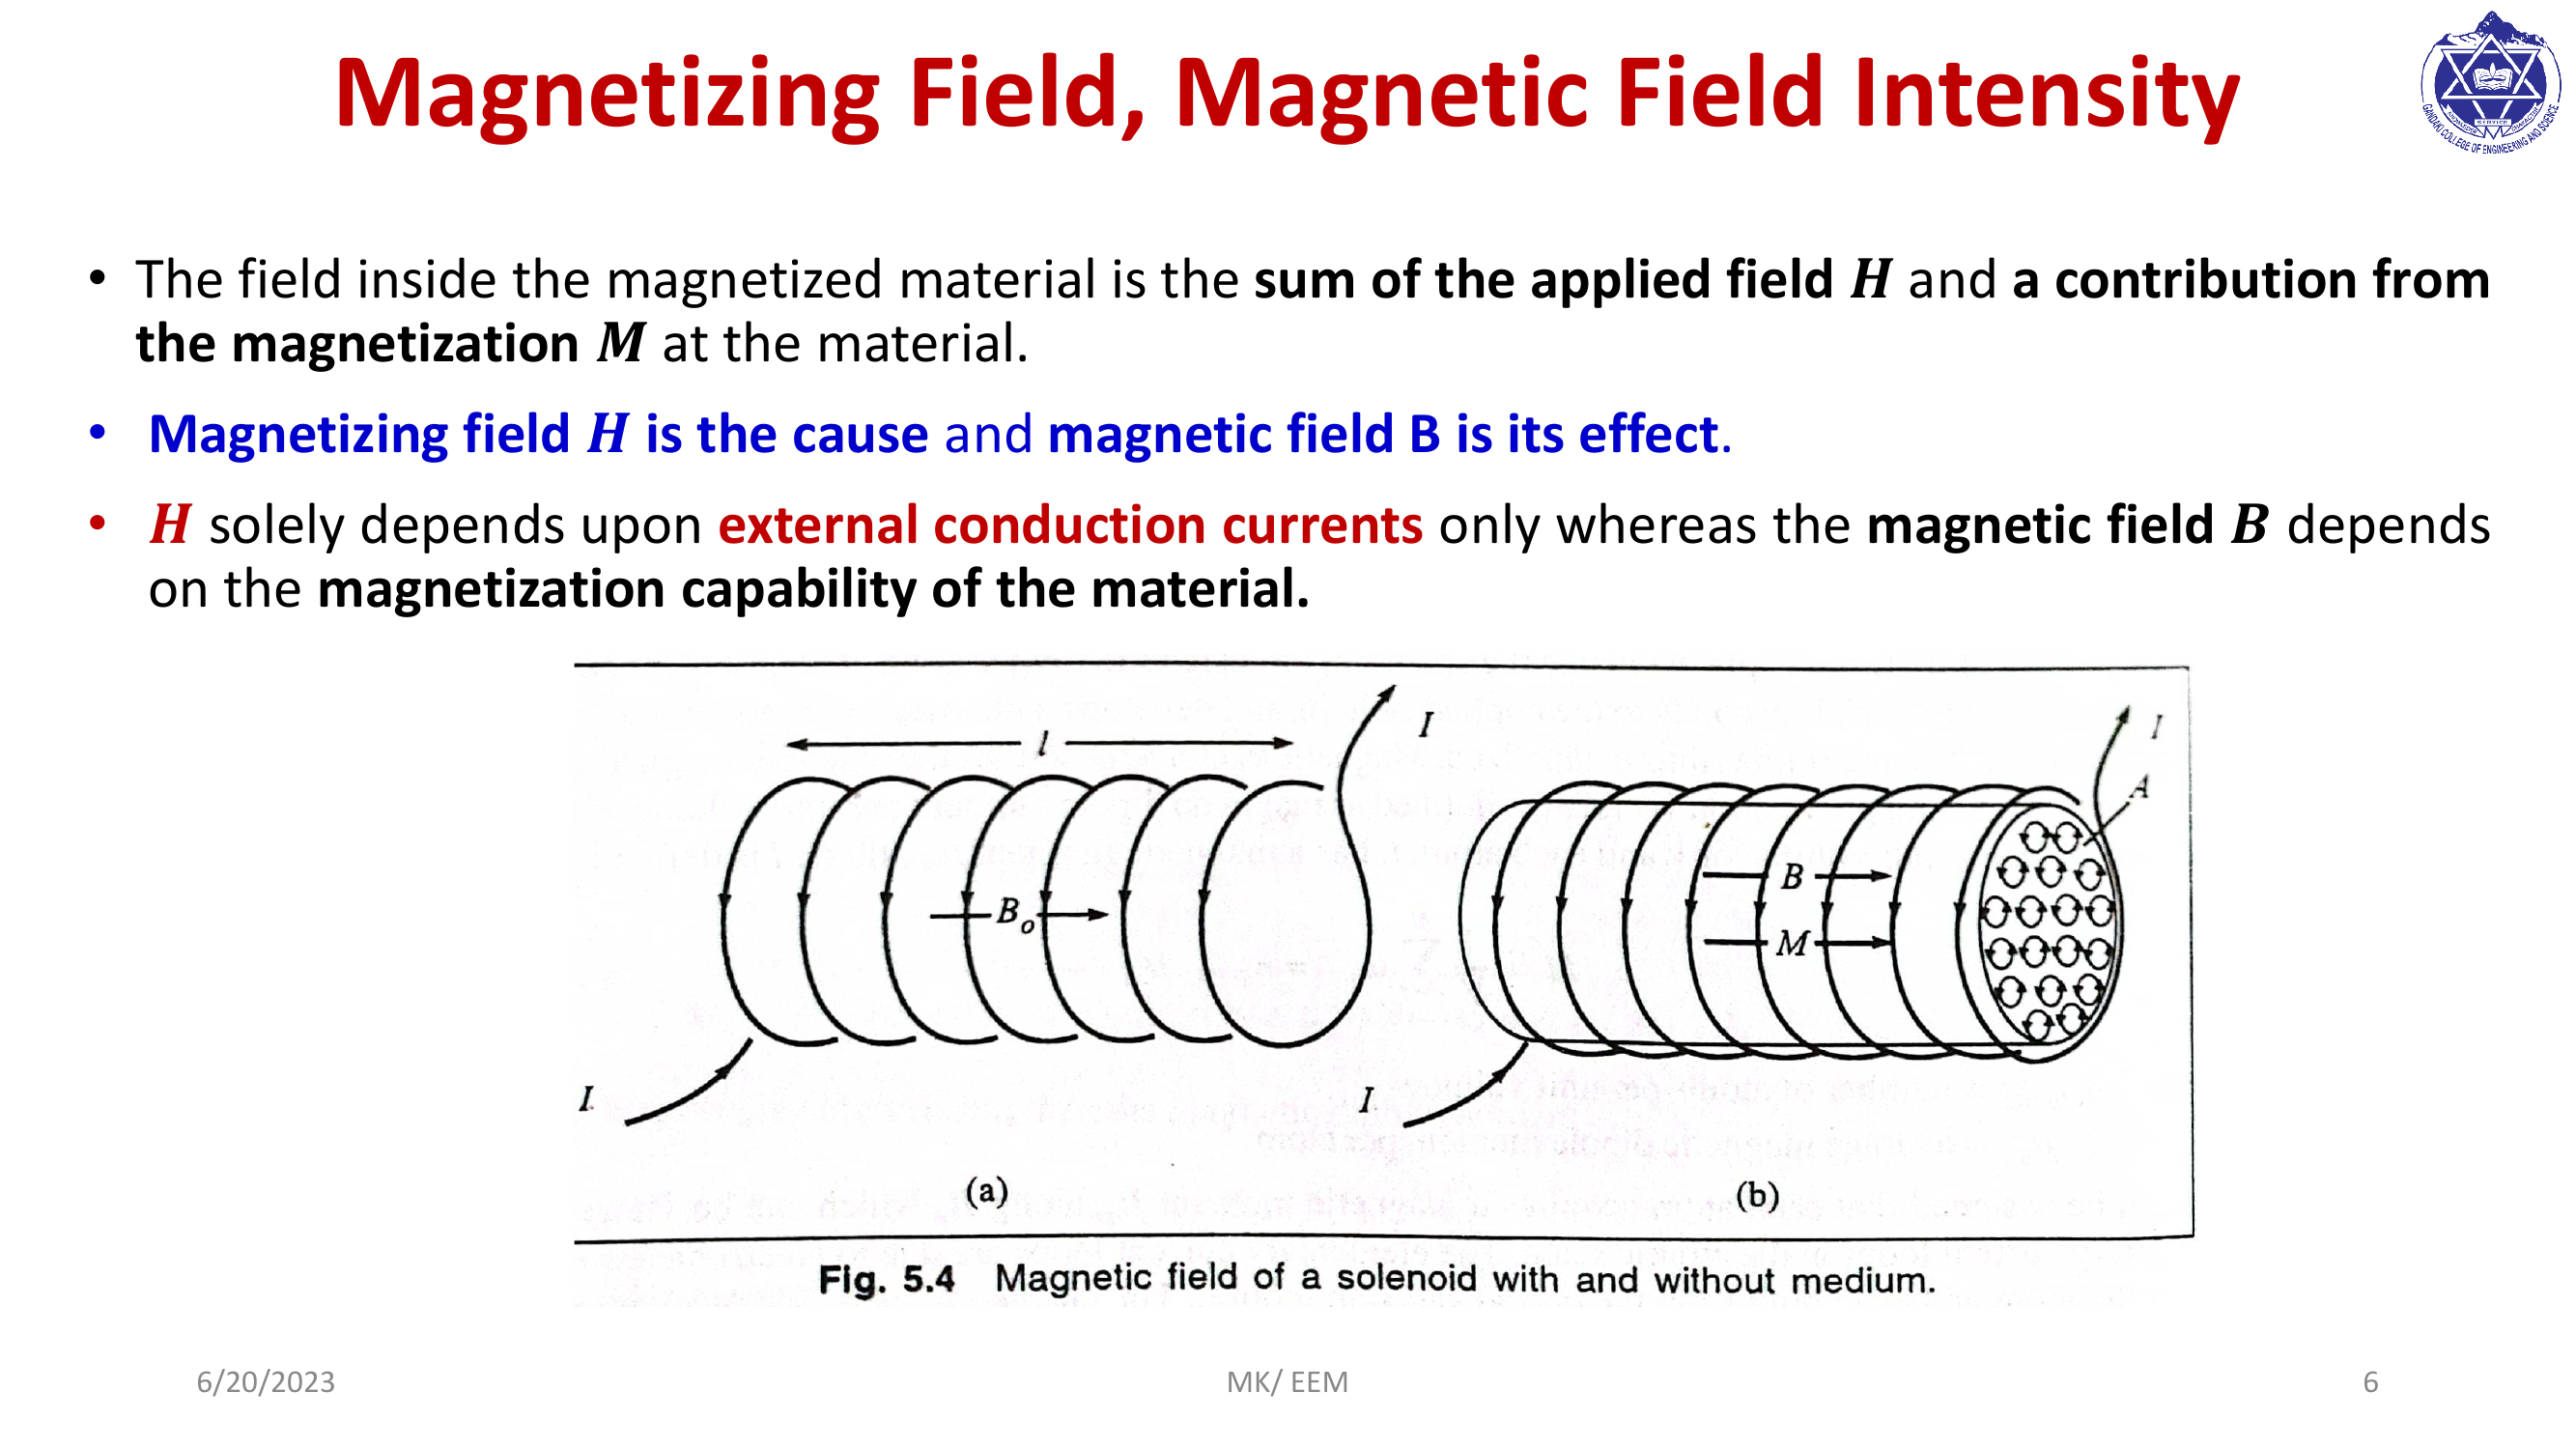 Magnetizing Field, Magnetic Field Intensity
GANDAKI COLLEGE OF ENGINEERING AND SCIENCE
• The field inside the magnetized material is the sum of the applied field H and a contribution from
the magnetization M at the material.
• Magnetizing field H is the cause and magnetic field B is its effect.
• H solely depends upon external conduction currents only whereas the magnetic field B depends
on the magnetization capability of the material.
l
I
I
A
B
Bo
M
I
I
(a)
(b)
Fig. 5.4 Magnetic field of a solenoid with and without medium.
6/20/2023
MK/ EEM
6